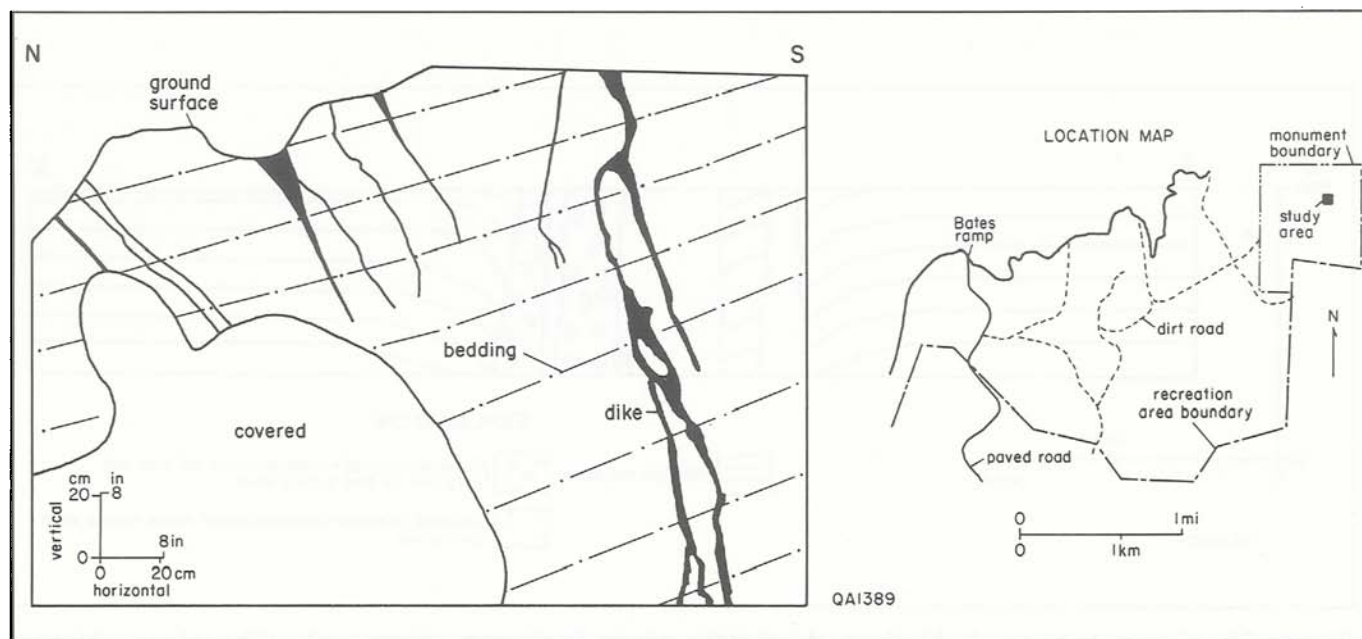 N
S
ground
surface
bedding
dike
covered
cm
in
20
8
vertical
0
8in
0
20cm
horizontal
LOCATION MAP
monument
boundary
study
area
Bates
ramp
N
dirt road
recreation
area boundary
paved road
0
1mi
0
1km
QA1389